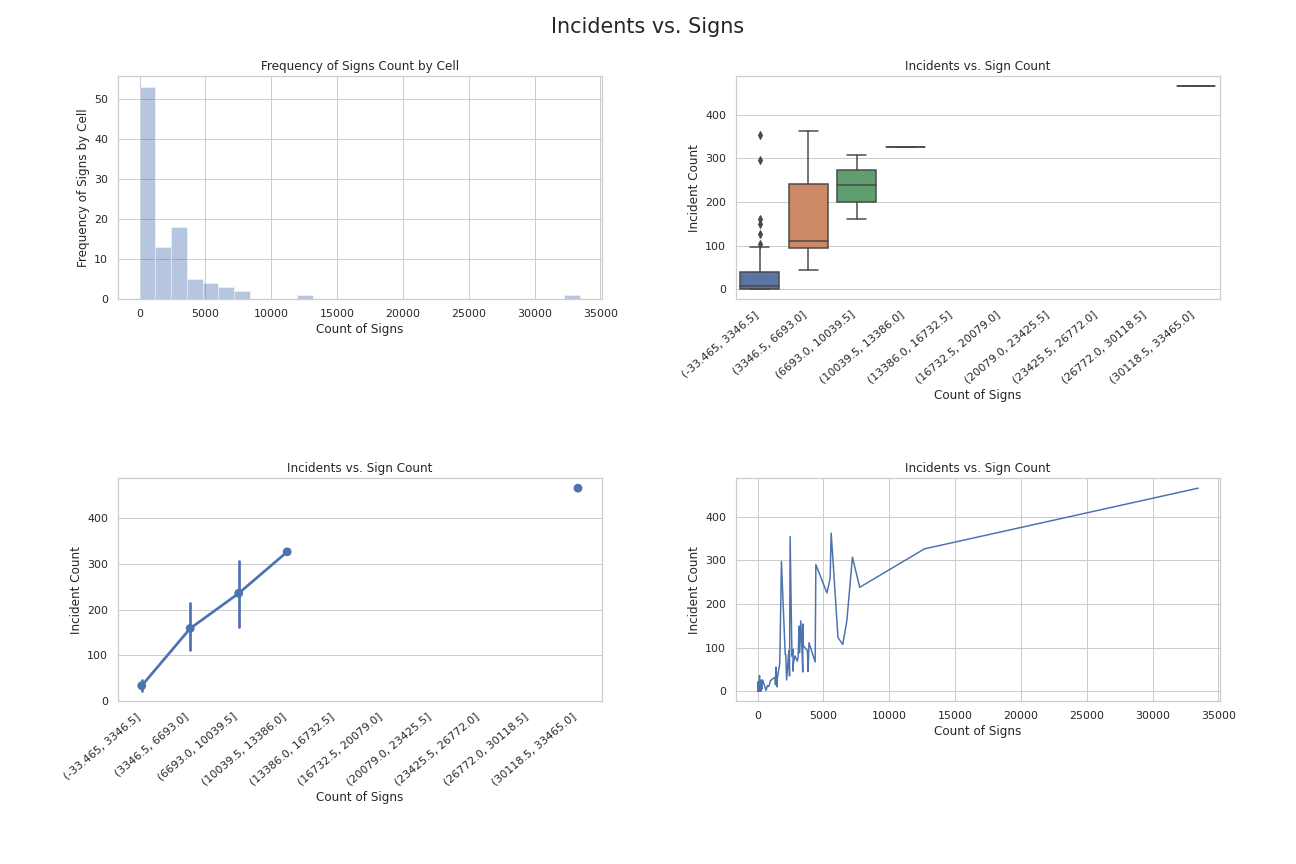 Incidents vs. Signs
Frequency of Signs Count by Cell
Frequency of Signs by Cell
50
40
30
20
10
0
0 5000 10000 15000 20000 25000 30000 35000
Count of Signs
Incidents vs. Sign Count
Incident Count
400
300
200
100
0
(-33.465, 3346.5]
(3346.5, 6693.0]
(6693.0, 10039.5]
(10039.5, 13386.0]
(13386.0, 16732.5]
(16732.5, 20079.0]
(20079.0, 23425.5]
(23425.5, 26772.0]
(26772.0, 30118.5]
(30118.5, 33465.0]
Count of Signs
Incidents vs. Sign Count
Incident Count
400
300
200
100
0
(-33.465, 3346.5]
(3346.5, 6693.0]
(6693.0, 10039.5]
(10039.5, 13386.0]
(13386.0, 16732.5]
(16732.5, 20079.0]
(20079.0, 23425.5]
(23425.5, 26772.0]
(26772.0, 30118.5]
(30118.5, 33465.0]
Count of Signs
Incidents vs. Sign Count
Incident Count
400
300
200
100
0
0 5000 10000 15000 20000 25000 30000 35000
Count of Signs